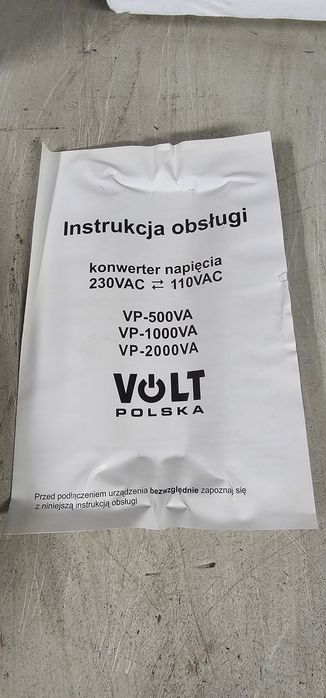 Instrukcja obsługi
konwerter napięcia
230VAC ⇄ 110VAC
VP-500VA
VP-1000VA
VP-2000VA
VOLT
POLSKA
Przed podłączeniem urządzenia bezwzględnie zapoznaj się
z niniejszą instrukcją obsługi